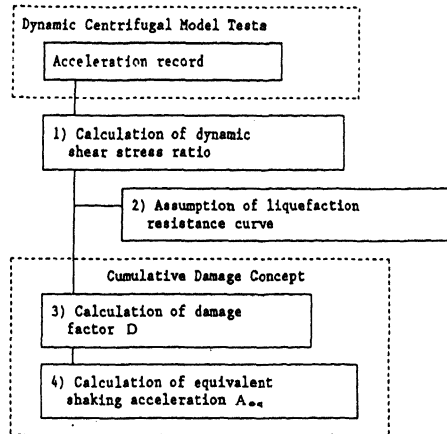 Dynamic Centrifugal Model Tests
Acceleration record
1) Calculation of dynamic
shear stress ratio
2) Assumption of liquefaction
resistance curve
Cumulative Damage Concept
3) Calculation of damage
factor D
4) Calculation of equivalent
shaking acceleration Aeq